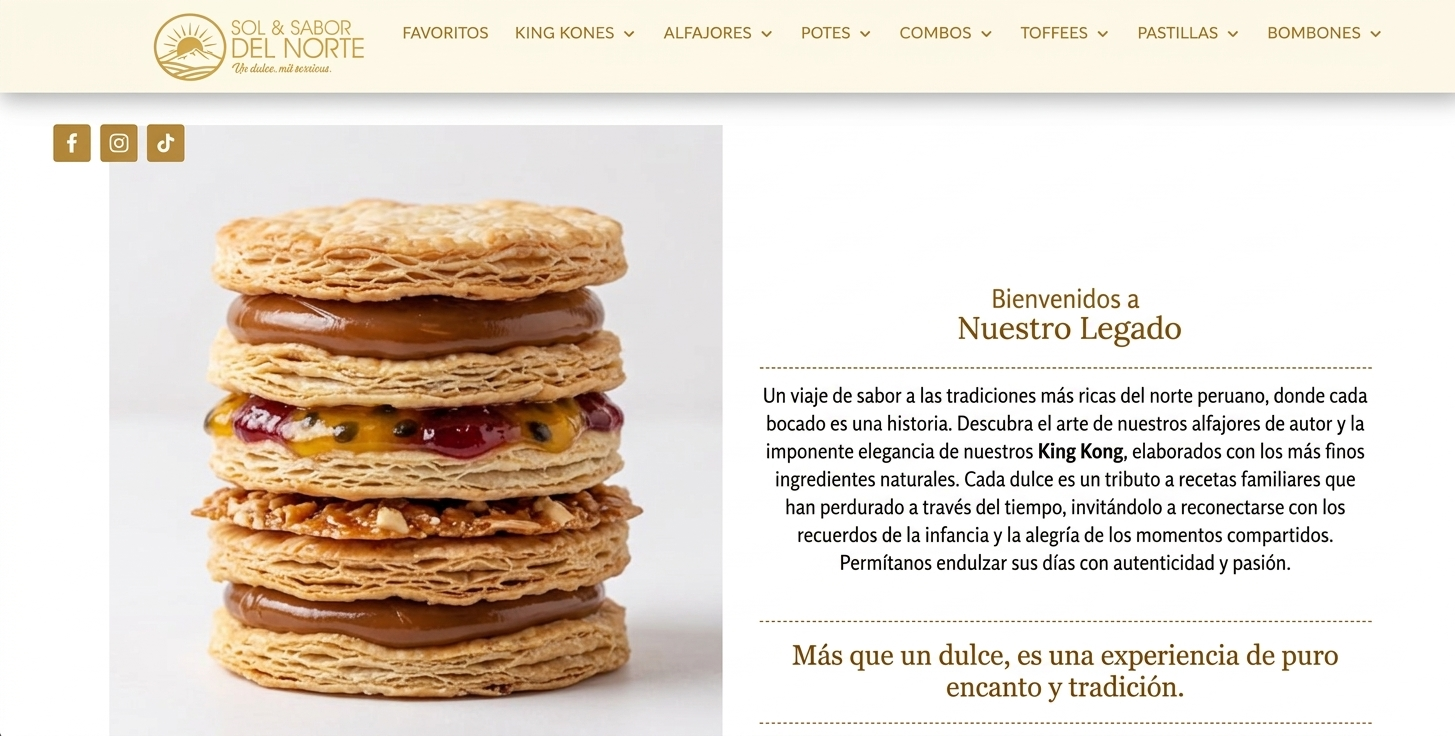 SOL & SABOR
DEL NORTE
Un dulce, mil
FAVORITOS
KING KONES
ALFAJORES
POTES
COMBOS
TOFFEES
PASTILLAS
BOMBONES
Bienvenidos a
Nuestro Legado
Un viaje de sabor a las tradiciones más ricas del norte peruano, donde cada
bocado es una historia. Descubra el arte de nuestros alfajores de autor y la
imponente elegancia de nuestros King Kong, elaborados con los más finos
ingredientes naturales. Cada dulce es un tributo a recetas familiares que
han perdurado a través del tiempo, invitándolo a reconectarse con los
recuerdos de la infancia y la alegría de los momentos compartidos.
Permítanos endulzar sus días con autenticidad y pasión.
Más que un dulce, es una experiencia de puro
encanto y tradición.